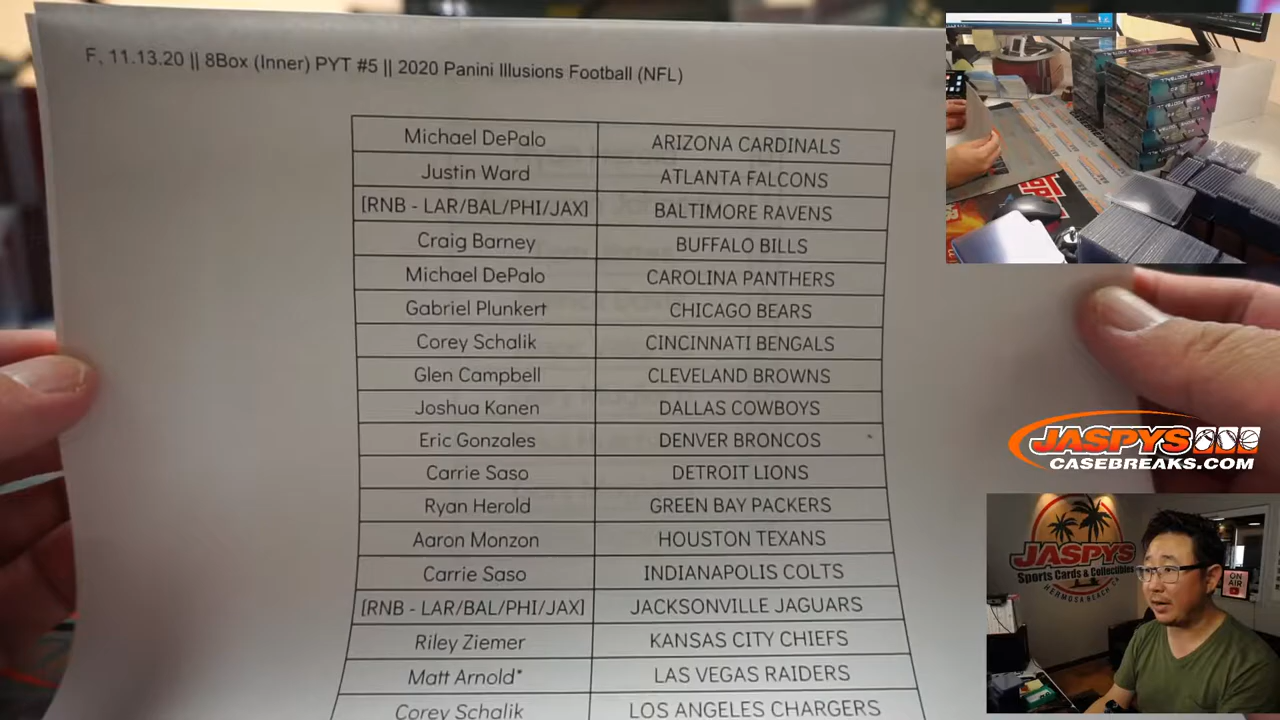 F, 11.13.20 || 8Box (Inner) PYT #5 || 2020 Panini Illusions Football (NFL)
Michael DePalo ARIZONA CARDINALS
Justin Ward ATLANTA FALCONS
[RNB - LAR/BAL/PHI/JAX] BALTIMORE RAVENS
Craig Barney BUFFALO BILLS
Michael DePalo CAROLINA PANTHERS
Gabriel Plunkert CHICAGO BEARS
Corey Schalik CINCINNATI BENGALS
Glen Campbell CLEVELAND BROWNS
Joshua Kanen DALLAS COWBOYS
Eric Gonzales DENVER BRONCOS
Carrie Saso DETROIT LIONS
Ryan Herold GREEN BAY PACKERS
Aaron Monzon HOUSTON TEXANS
Carrie Saso INDIANAPOLIS COLTS
[RNB - LAR/BAL/PHI/JAX] JACKSONVILLE JAGUARS
Riley Ziemer KANSAS CITY CHIEFS
Matt Arnold* LAS VEGAS RAIDERS
Corey Schalik LOS ANGELES CHARGERS
JASPYS
CASEBREAKS.COM
JASPYS
Sports Cards & Collectibles
HERMOSA BEACH, CA
ON
AIR